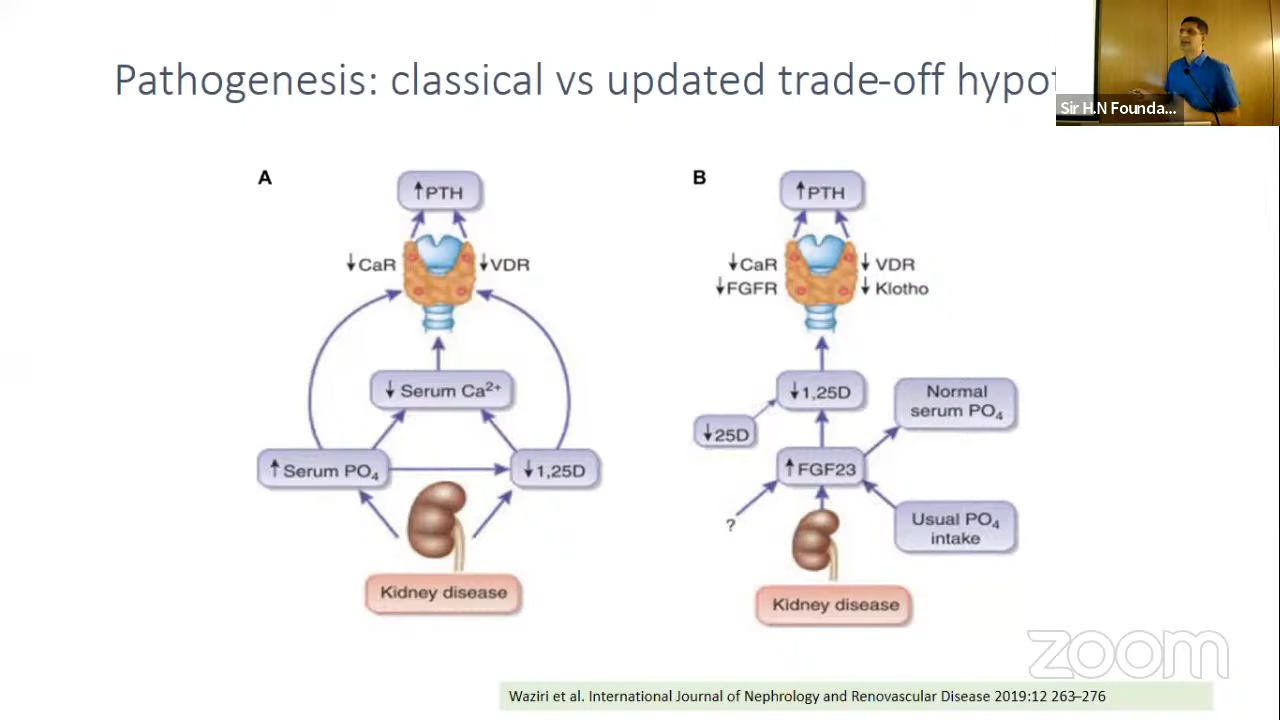 Pathogenesis: classical vs updated trade-off hypot
Sir H.N Founda...
A
↑PTH
↓CaR
↓VDR
↓ Serum Ca²⁺
↑Serum PO₄
↓1,25D
Kidney disease
B
↑PTH
↓CaR
↓FGFR
↓ VDR
↓ Klotho
↓1,25D
↓25D
Normal
serum PO₄
↑FGF23
?
Usual PO₄
intake
Kidney disease
zoom
Waziri et al. International Journal of Nephrology and Renovascular Disease 2019:12 263–276